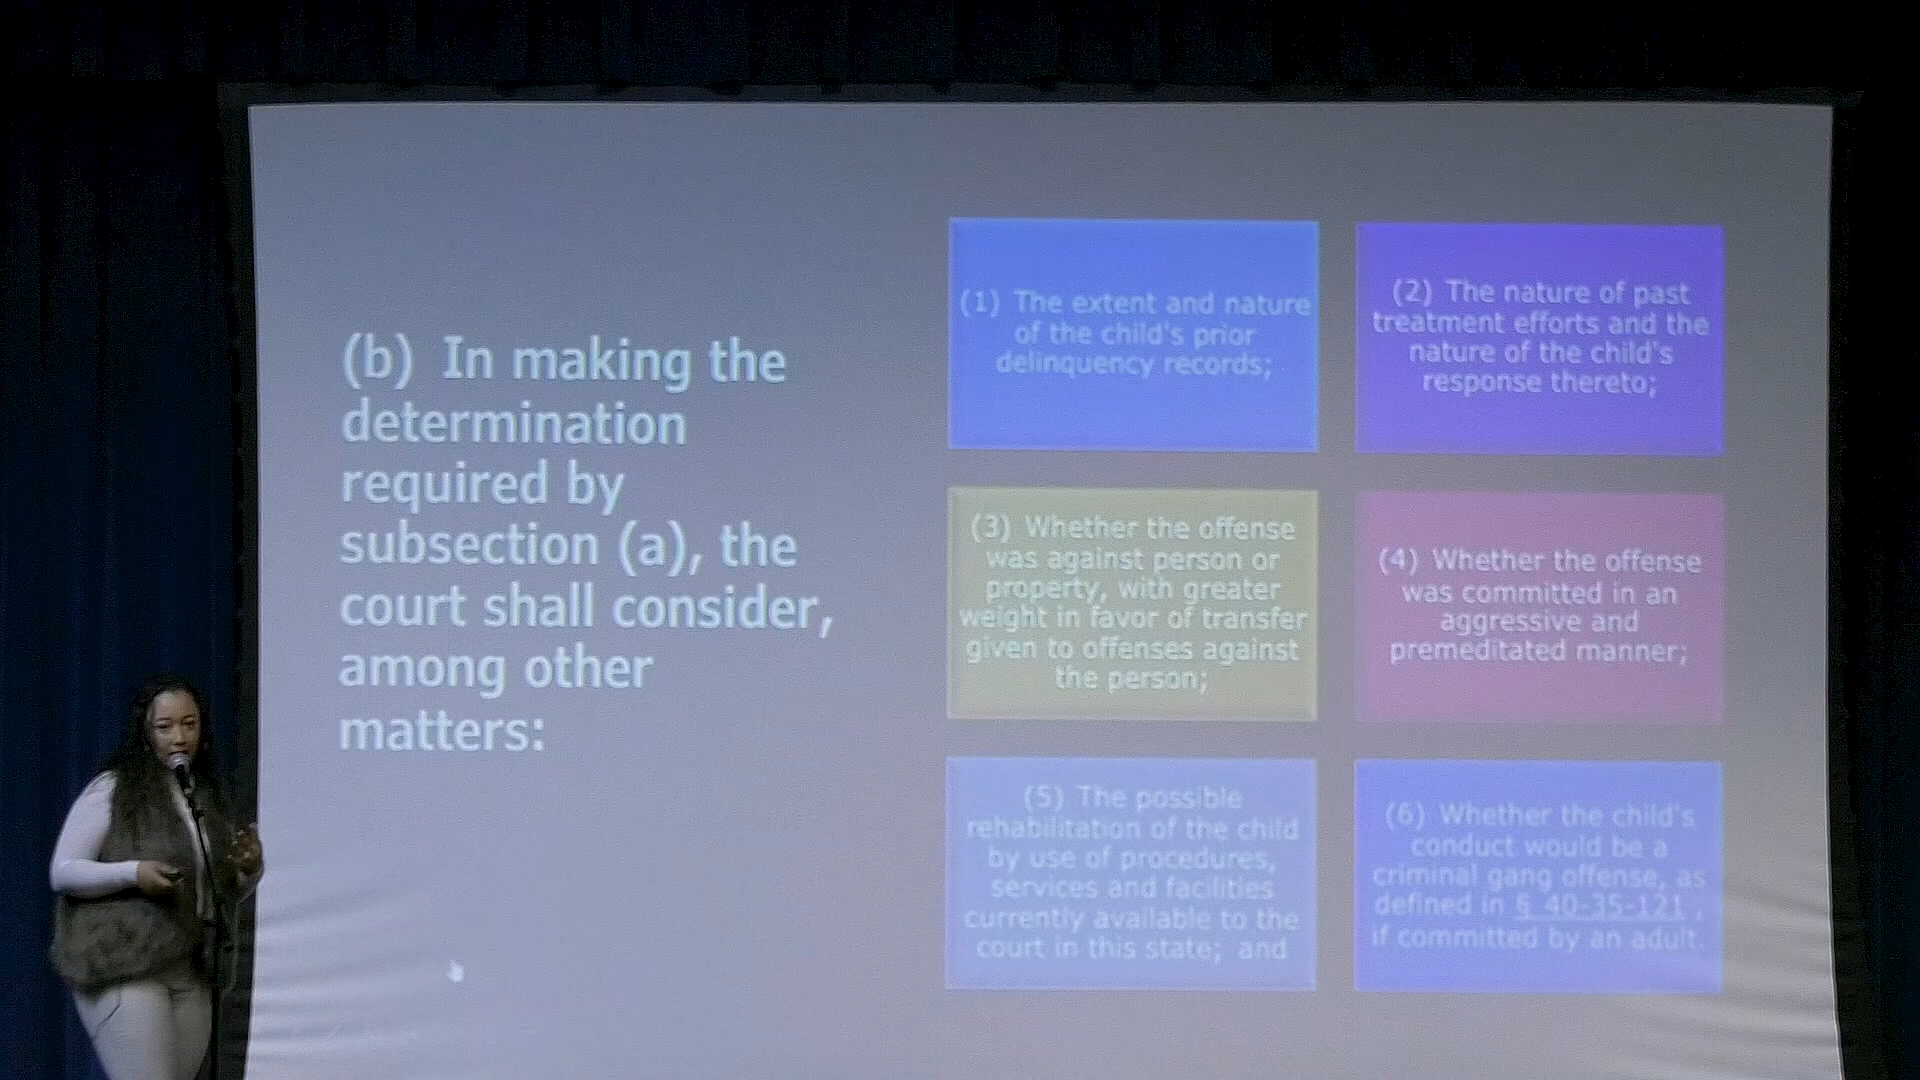 (b) In making the
determination
required by
subsection (a), the
court shall consider,
among other
matters:
(1) The extent and nature
of the child's prior
delinquency records;
(2) The nature of past
treatment efforts and the
nature of the child's
response thereto;
(3) Whether the offense
was against person or
property, with greater
weight in favor of transfer
given to offenses against
the person;
(4) Whether the offense
was committed in an
aggressive and
premeditated manner;
(5) The possible
rehabilitation of the child
by use of procedures,
services and facilities
currently available to the
court in this state; and
(6) Whether the child's
conduct would be a
criminal gang offense, as
defined in § 40-35-121 ,
if committed by an adult.